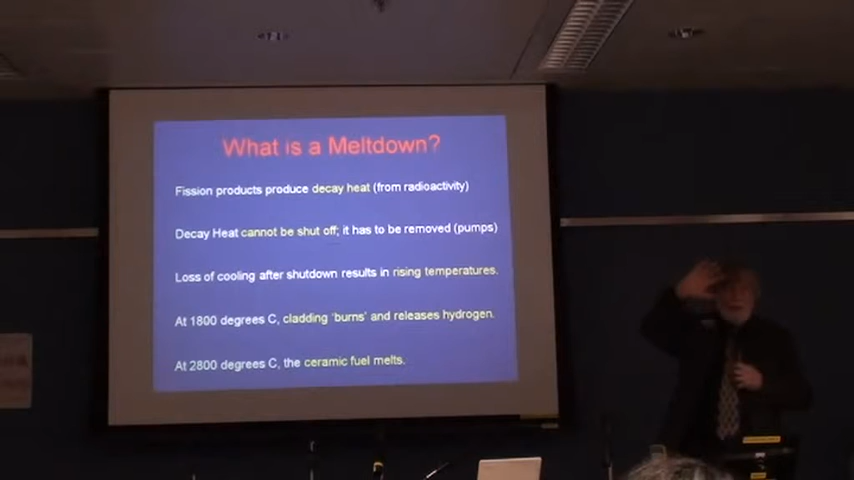 What is a Meltdown?
Fission products produce decay heat (from radioactivity)
Decay Heat cannot be shut off; it has to be removed (pumps)
Loss of cooling after shutdown results in rising temperatures.
At 1800 degrees C, cladding 'burns' and releases hydrogen.
At 2800 degrees C, the ceramic fuel melts.